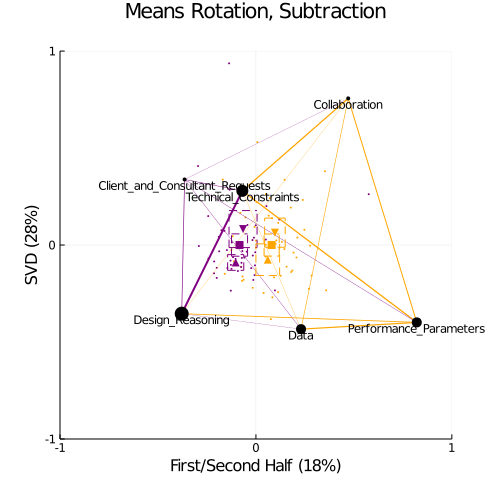 Means Rotation, Subtraction
1
Collaboration
Client_and_Consultant_Requests
Technical_Constraints
0
SVD (28%)
Design_Reasoning
Performance_Parameters
Data
-1
-1
0
1
First/Second Half (18%)